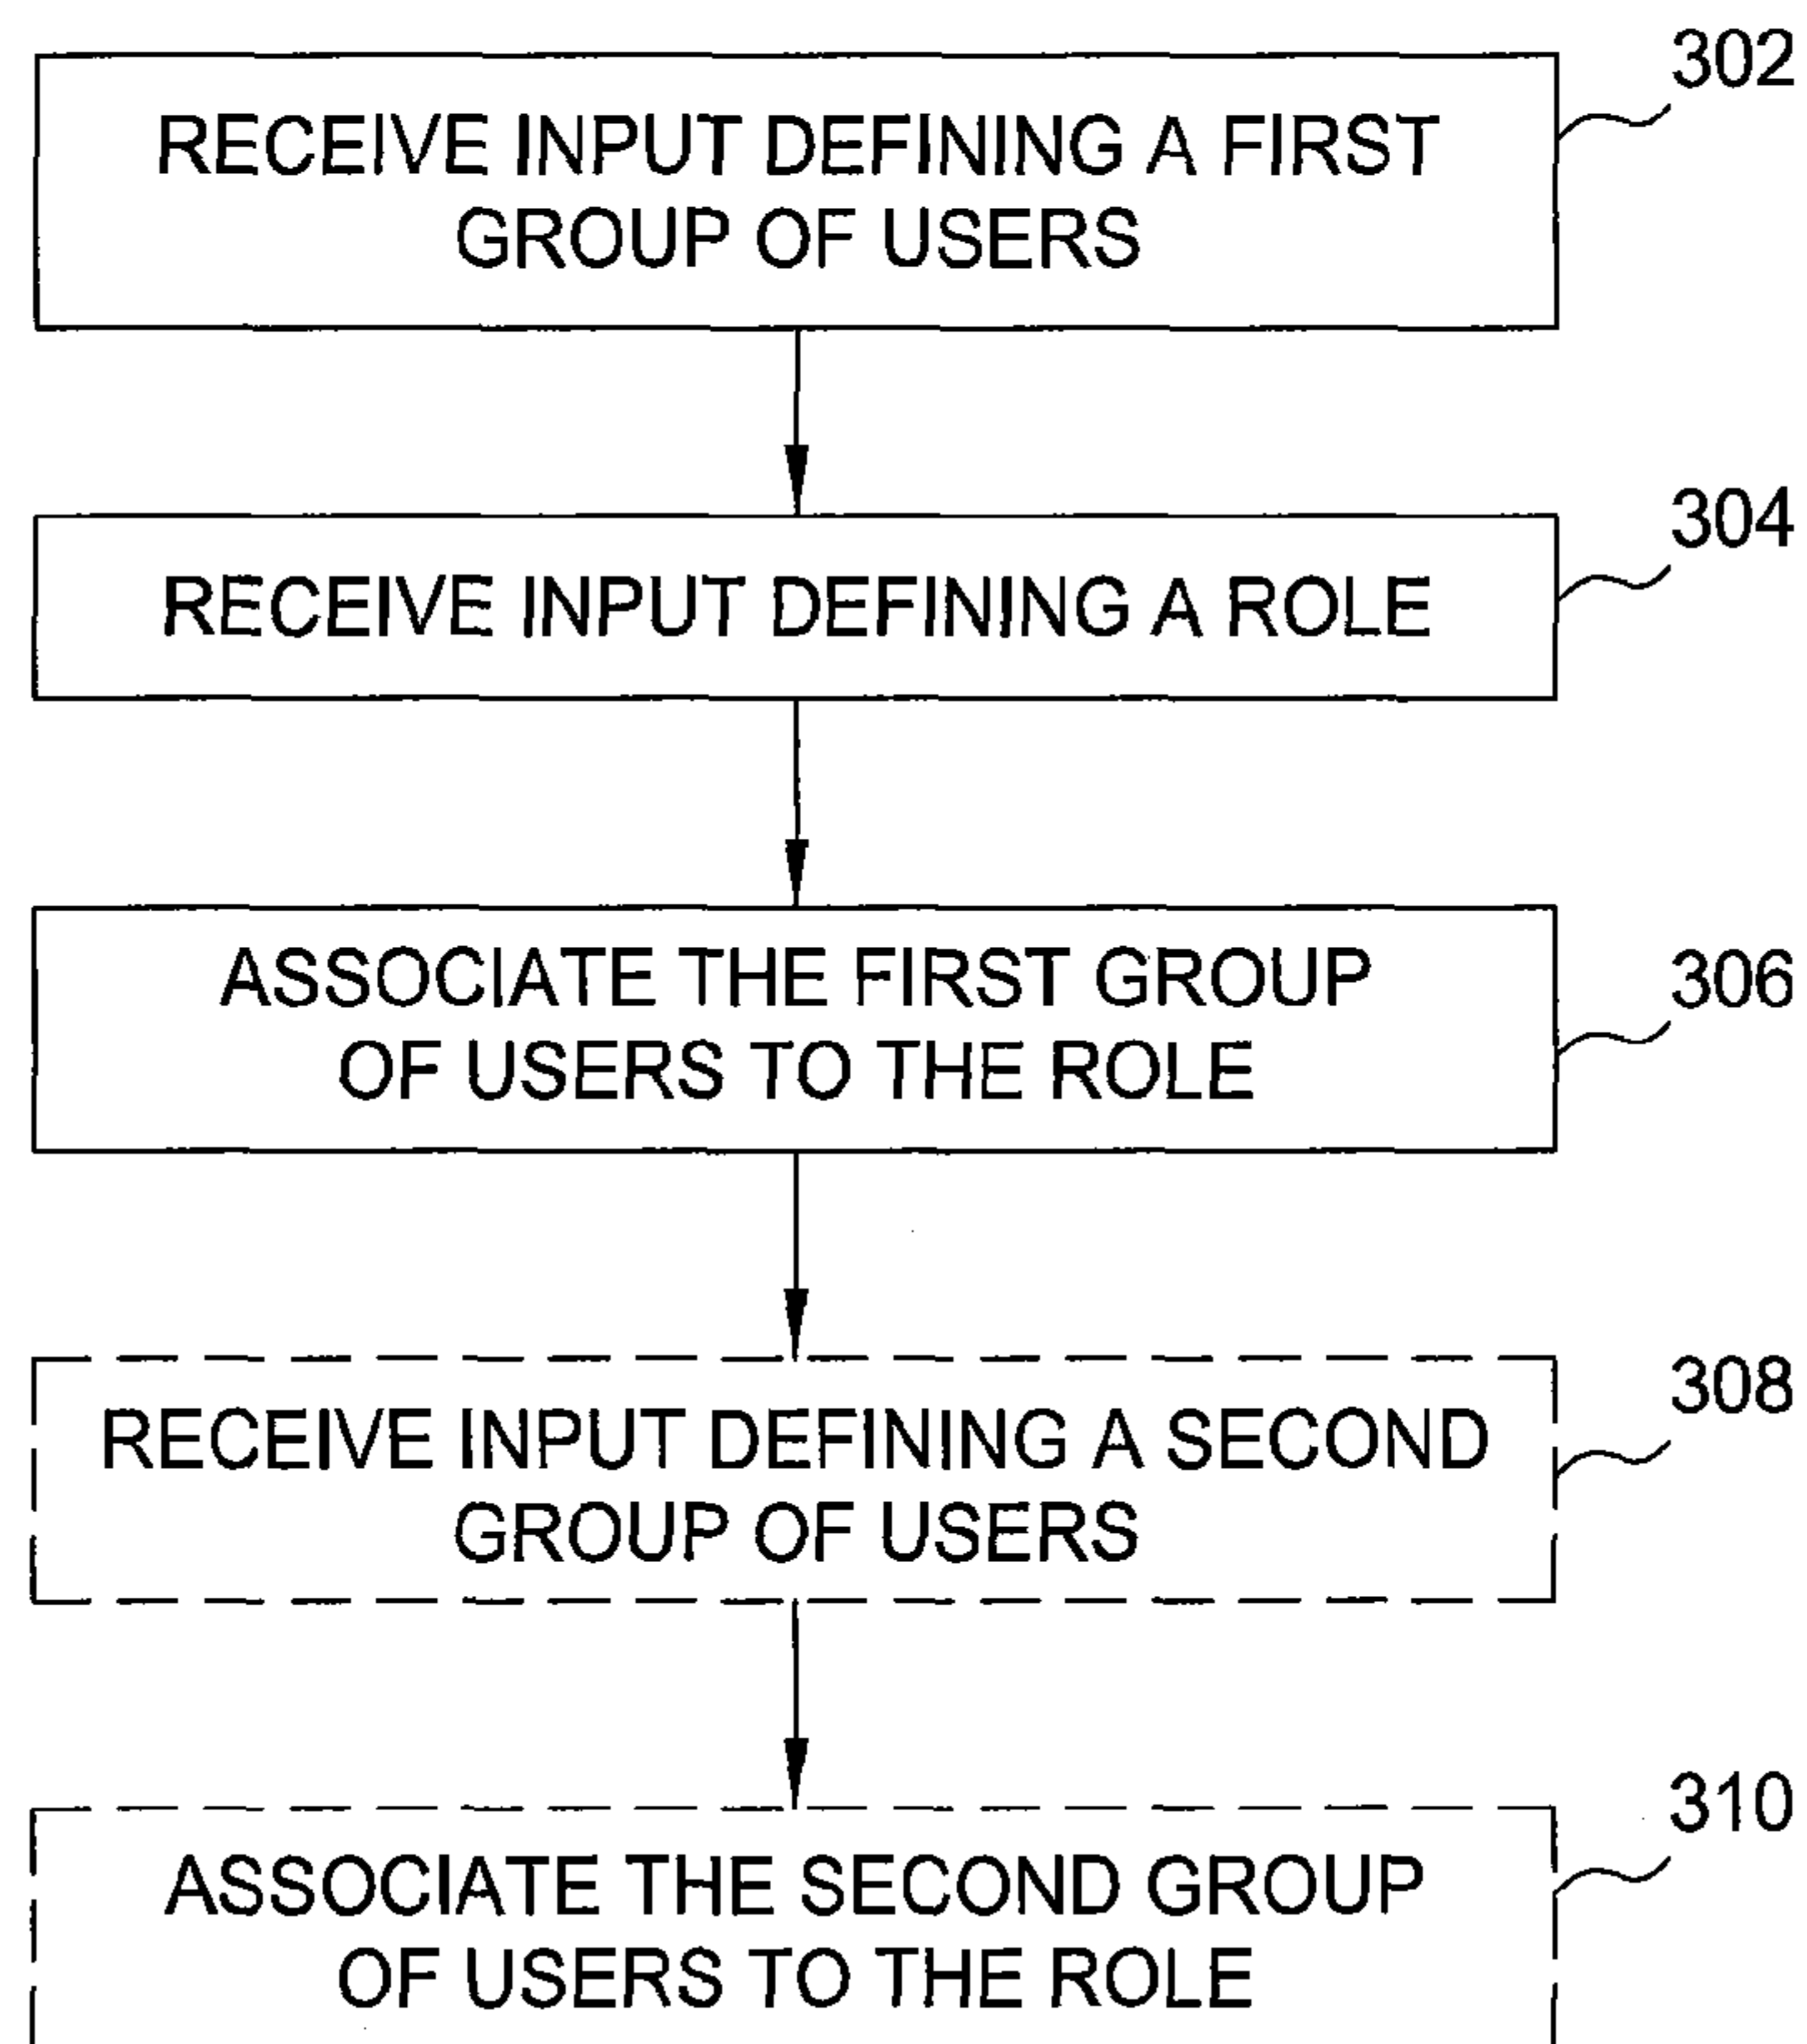 302
RECEIVE INPUT DEFINING A FIRST
GROUP OF USERS
304
RECEIVE INPUT DEFINING A ROLE
306
ASSOCIATE THE FIRST GROUP
OF USERS TO THE ROLE
308
RECEIVE INPUT DEFINING A SECOND
GROUP OF USERS
310
ASSOCIATE THE SECOND GROUP
OF USERS TO THE ROLE